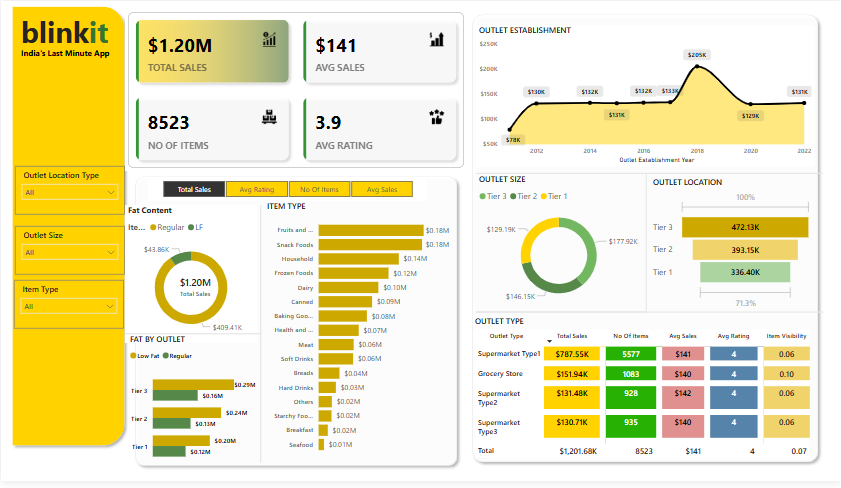 blinkit
India's Last Minute App
Outlet Location Type
All
Outlet Size
All
Item Type
All
$1.20M
TOTAL SALES
$141
AVG SALES
8523
NO OF ITEMS
3.9
AVG RATING
Total Sales
Avg Rating
No Of Items
Avg Sales
Fat Content
Ite... Regular LF
$43.86K
$1.20M
Total Sales
$409.41K
FAT BY OUTLET
Low Fat Regular
Tier 3 $0.29M
$0.16M
Tier 2 $0.24M
$0.13M
Tier 1 $0.20M
$0.12M
ITEM TYPE
Fruits and ... $0.18M
Snack Foods $0.18M
Household $0.14M
Frozen Foods $0.12M
Dairy $0.10M
Canned $0.09M
Baking Goo... $0.08M
Health and ... $0.07M
Meat $0.06M
Soft Drinks $0.06M
Breads $0.04M
Hard Drinks $0.03M
Others $0.02M
Starchy Foo... $0.02M
Breakfast $0.02M
Seafood $0.01M
OUTLET ESTABLISHMENT
$250K
$200K
$150K
$100K
$50K
$78K
$130K
$132K
$131K
$132K
$133K
$205K
$129K
$131K
2012 2014 2016 2018 2020 2022
Outlet Establishment Year
OUTLET SIZE
Tier 3 Tier 2 Tier 1
$129.19K
$177.92K
$146.15K
OUTLET LOCATION
100%
Tier 3 472.13K
Tier 2 393.15K
Tier 1 336.40K
71.3%
OUTLET TYPE
Outlet Type Total Sales No Of Items Avg Sales Avg Rating Item Visibility
Supermarket Type1 $787.55K 5577 $141 4 0.06
Grocery Store $151.94K 1083 $140 4 0.10
Supermarket Type2 $131.48K 928 $142 4 0.06
Supermarket Type3 $130.71K 935 $140 4 0.06
Total $1,201.68K 8523 $141 4 0.07